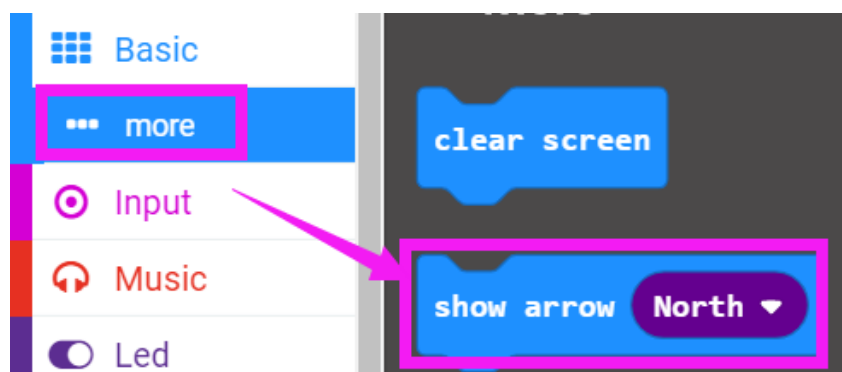 Basic
more
Input
Music
Led
clear screen
show arrow North